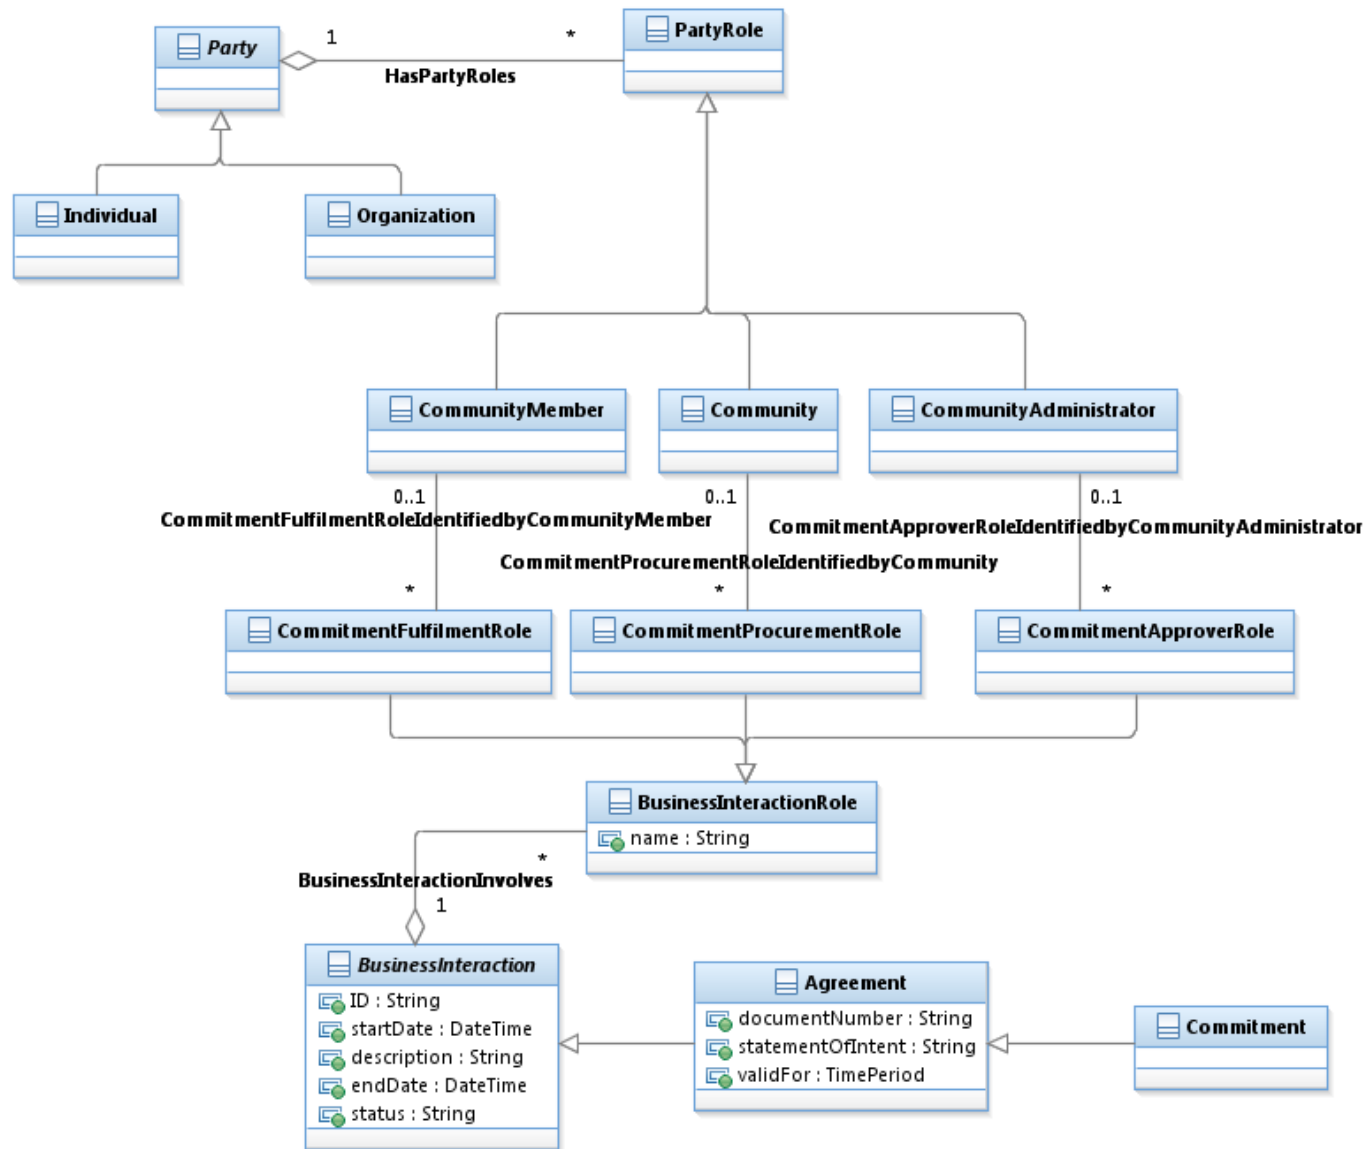 Party
1
*
HasPartyRoles
PartyRole
Individual
Organization
CommunityMember
Community
CommunityAdministrator
0..1
0..1
0..1
CommitmentFulfilmentRoleIdentifiedbyCommunityMember
CommitmentApproverRoleIdentifiedbyCommunityAdministrator
CommitmentProcurementRoleIdentifiedbyCommunity
*
*
*
CommitmentFulfilmentRole
CommitmentProcurementRole
CommitmentApproverRole
BusinessInteractionRole
name : String
*
BusinessInteractionInvolves
1
BusinessInteraction
ID : String
startDate : DateTime
description : String
endDate : DateTime
status : String
Agreement
documentNumber : String
statementOfIntent : String
validFor : TimePeriod
Commitment